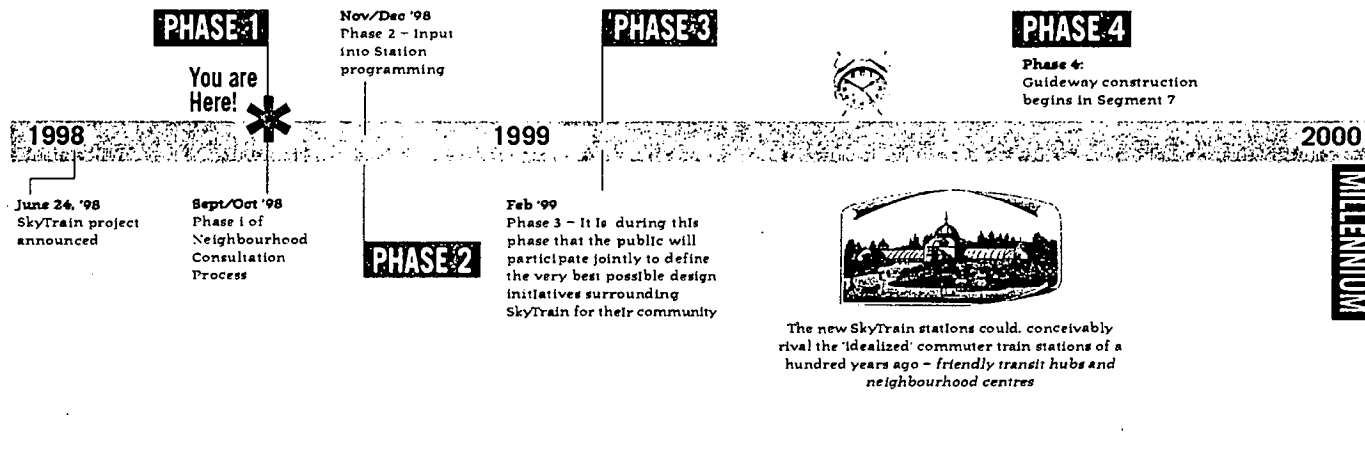 PHASE 1
You are
Here!
Nov/Dec '98
Phase 2 – Input
into Station
programming
PHASE 3
PHASE 4
Phase 4:
Guideway construction
begins in Segment 7
1998
1999
2000
June 24, '98
SkyTrain project
announced
Sept/Oct '98
Phase 1 of
Neighbourhood
Consultation
Process
PHASE 2
Feb '99
Phase 3 – It is during this
phase that the public will
participate jointly to define
the very best possible design
initiatives surrounding
SkyTrain for their community
The new SkyTrain stations could, conceivably
rival the 'idealized' commuter train stations of a
hundred years ago – friendly transit hubs and
neighbourhood centres
MILLENNIUM